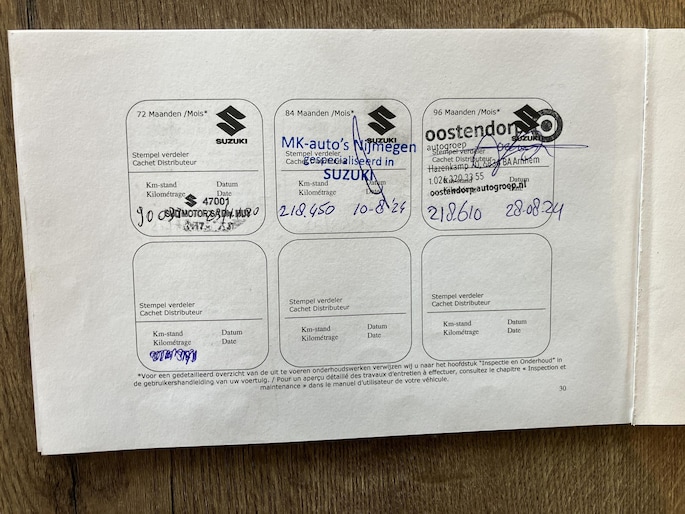 72 Maanden /Mois*
SUZUKI
Stempel verdeler
Cachet Distributeur
Km-stand Datum
Kilométrage Date
47001
84 Maanden /Mois*
SUZUKI
MK-auto's Nijmegen
gespecialiseerd in
SUZUKI
Km-stand Datum
Kilométrage Date
218.450 10-8-'24
96 Maanden /Mois*
SUZUKI
oostendorp
autogroep
Stempel verdeler
Cachet Distributeur
Arnhem
oostendorp-autogroep.nl
Km-stand Datum
Kilométrage Date
218.610 28-08-24
Stempel verdeler
Cachet Distributeur
Km-stand Datum
Kilométrage Date
Stempel verdeler
Cachet Distributeur
Km-stand Datum
Kilométrage Date
Stempel verdeler
Cachet Distributeur
Km-stand Datum
Kilométrage Date
*Voor een gedetailleerd overzicht van de uit te voeren onderhoudswerken verwijzen wij u naar het hoofdstuk "Inspectie en Onderhoud" in
de gebruikershandleiding van uw voertuig. / Pour un aperçu détaillé des travaux d'entretien à effectuer, consultez le chapitre « Inspection et
maintenance » dans le manuel d'utilisateur de votre véhicule.
30